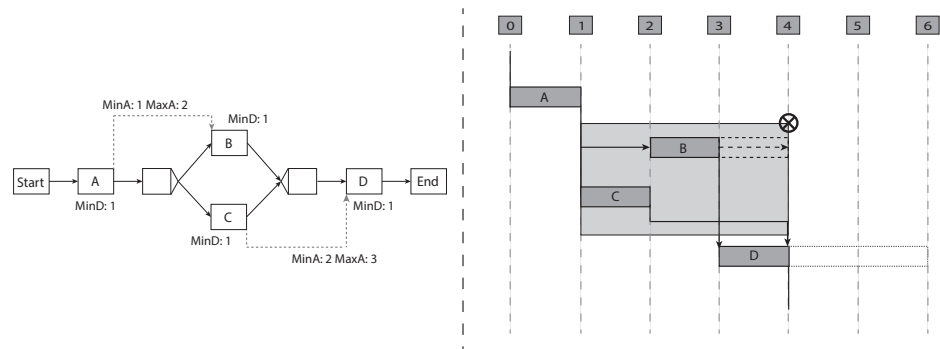 0 1 2 3 4 5 6
MinA: 1 MaxA: 2
MinD: 1
B
Start
A
D
End
MinD: 1
MinD: 1
C
MinD: 1
MinA: 2 MaxA: 3
A
B
C
D